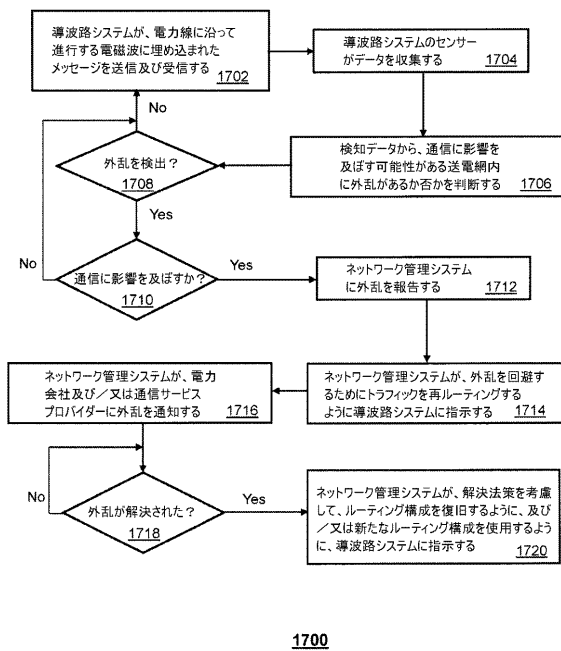 導波路システムが、電力線に沿って
進行する電磁波に埋め込まれた
メッセージを送信及び受信する
1702
導波路システムのセンサー
がデータを収集する
1704
No
外乱を検出？
1708
検知データから、通信に影響を
及ぼす可能性がある送電網内
に外乱があるか否かを判断する
1706
Yes
No
通信に影響を及ぼすか？
1710
Yes
ネットワーク管理システム
に外乱を報告する
1712
ネットワーク管理システムが、電力
会社及び／又は通信サービス
プロバイダーに外乱を通知する
1716
ネットワーク管理システムが、外乱を回避す
るためにトラフィックを再ルーティングする
ように導波路システムに指示する
1714
No
外乱が解決された？
1718
Yes
ネットワーク管理システムが、解決法策を考慮
して、ルーティング構成を復旧するように、及び
／又は新たなルーティング構成を使用するよう
に、導波路システムに指示する
1720
1700